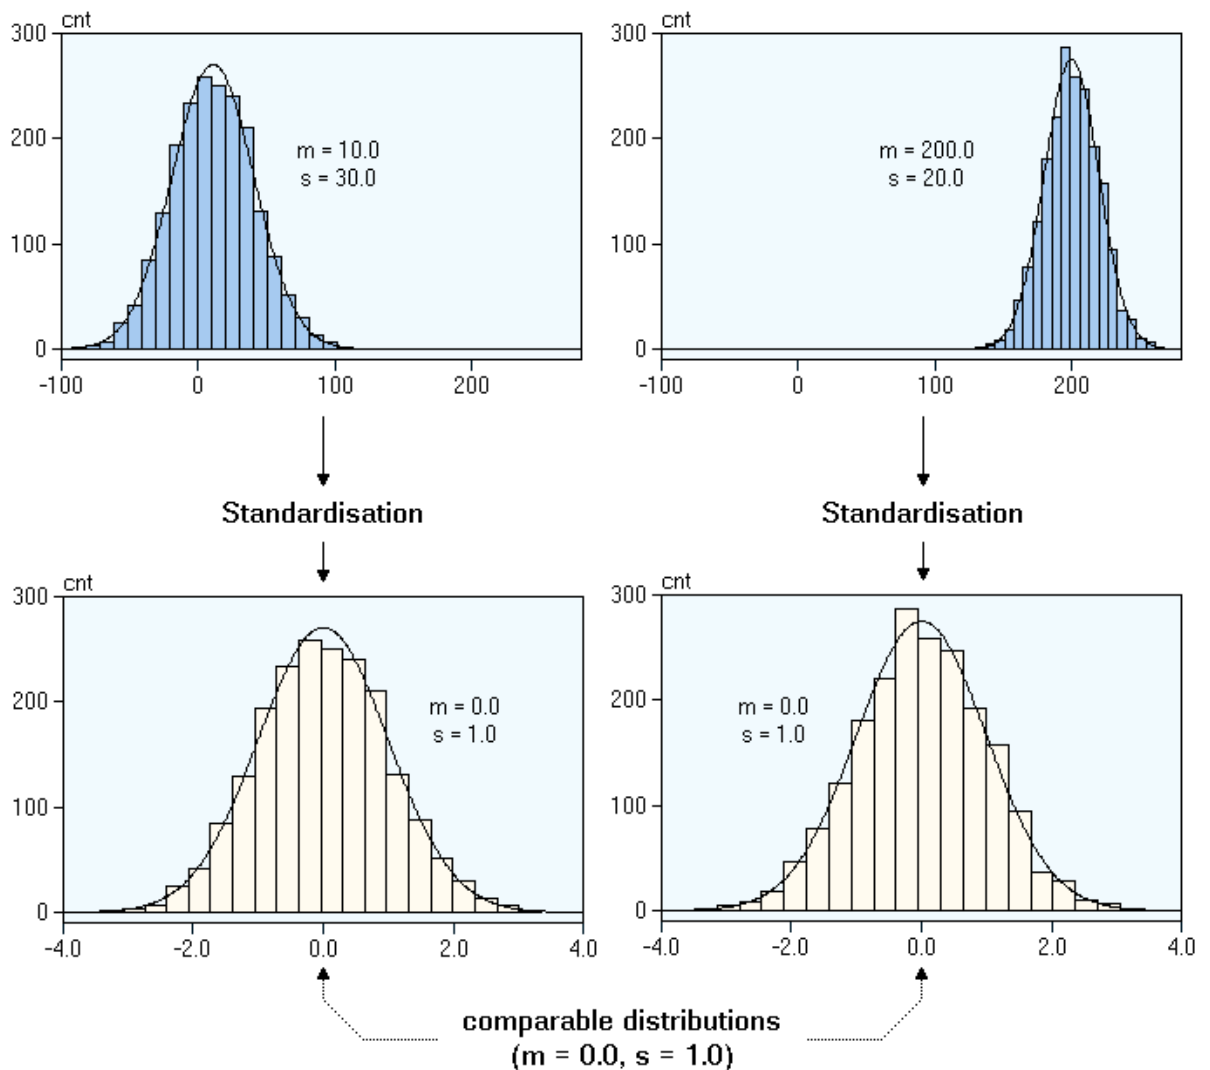 cnt
300
200
100
0
m = 10.0
s = 30.0
-100
0
100
200
cnt
300
200
100
0
m = 200.0
s = 20.0
-100
0
100
200
Standardisation
Standardisation
cnt
300
200
100
0
m = 0.0
s = 1.0
-4.0
-2.0
0.0
2.0
4.0
cnt
300
200
100
0
m = 0.0
s = 1.0
-4.0
-2.0
0.0
2.0
4.0
comparable distributions
(m = 0.0, s = 1.0)